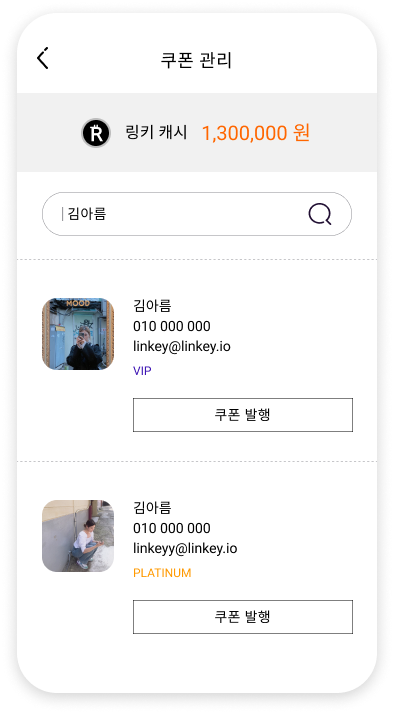 쿠폰 관리
링키 캐시 1,300,000 원
김아름
MOOD
김아름
010 000 000
linkey@linkey.io
VIP
쿠폰 발행
김아름
010 000 000
linkeyy@linkey.io
PLATINUM
쿠폰 발행